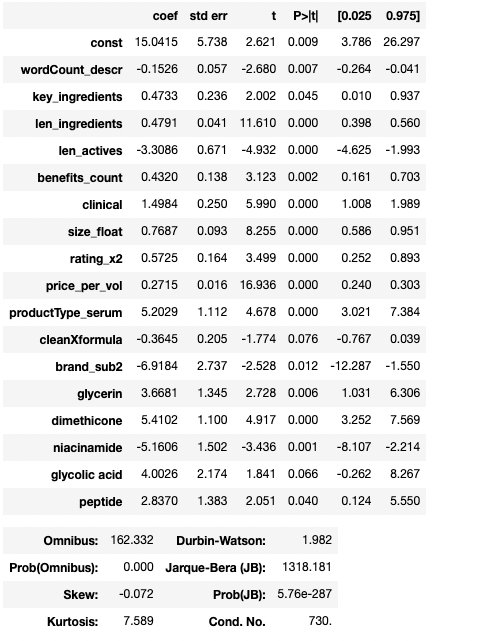 coef std err t P>|t| [0.025 0.975]
const 15.0415 5.738 2.621 0.009 3.786 26.297
wordCount_descr -0.1526 0.057 -2.680 0.007 -0.264 -0.041
key_ingredients 0.4733 0.236 2.002 0.045 0.010 0.937
len_ingredients 0.4791 0.041 11.610 0.000 0.398 0.560
len_actives -3.3086 0.671 -4.932 0.000 -4.625 -1.993
benefits_count 0.4320 0.138 3.123 0.002 0.161 0.703
clinical 1.4984 0.250 5.990 0.000 1.008 1.989
size_float 0.7687 0.093 8.255 0.000 0.586 0.951
rating_x2 0.5725 0.164 3.499 0.000 0.252 0.893
price_per_vol 0.2715 0.016 16.936 0.000 0.240 0.303
productType_serum 5.2029 1.112 4.678 0.000 3.021 7.384
cleanXformula -0.3645 0.205 -1.774 0.076 -0.767 0.039
brand_sub2 -6.9184 2.737 -2.528 0.012 -12.287 -1.550
glycerin 3.6681 1.345 2.728 0.006 1.031 6.306
dimethicone 5.4102 1.100 4.917 0.000 3.252 7.569
niacinamide -5.1606 1.502 -3.436 0.001 -8.107 -2.214
glycolic acid 4.0026 2.174 1.841 0.066 -0.262 8.267
peptide 2.8370 1.383 2.051 0.040 0.124 5.550
Omnibus: 162.332 Durbin-Watson: 1.982
Prob(Omnibus): 0.000 Jarque-Bera (JB): 1318.181
Skew: -0.072 Prob(JB): 5.76e-287
Kurtosis: 7.589 Cond. No. 730.